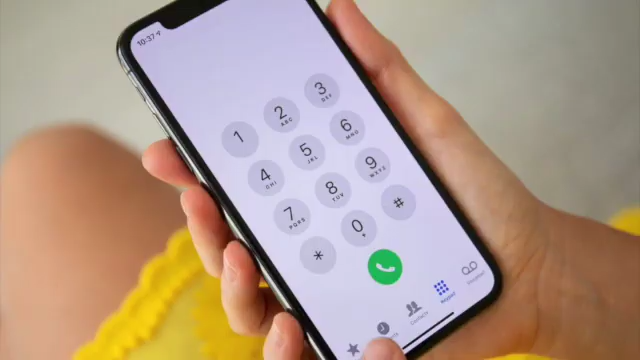 10:37
1 2 3
ABC DEF
4 5 6
GHI JKL MNO
7 8 9
PQRS TUV WXYZ
* 0 #
+
Contacts
Keypad
Voicemail